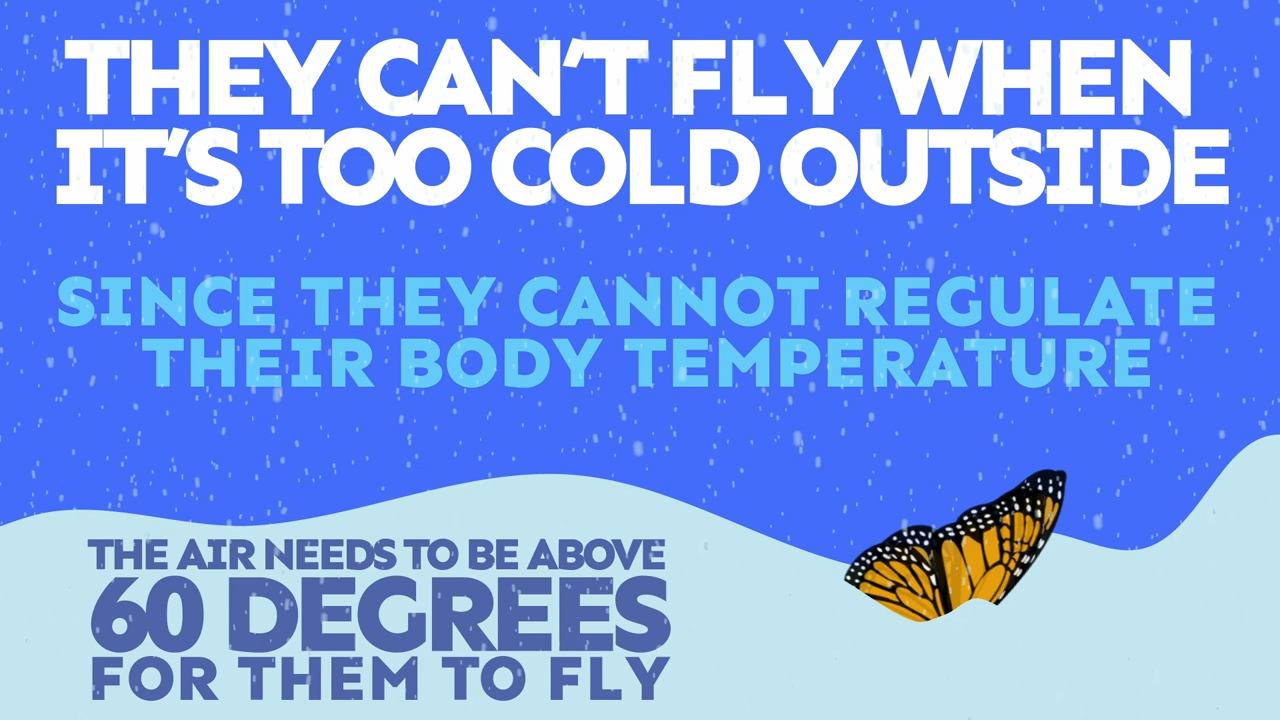 THEY CAN'T FLY WHEN
IT'S TOO COLD OUTSIDE
SINCE THEY CANNOT REGULATE
THEIR BODY TEMPERATURE
THE AIR NEEDS TO BE ABOVE
60 DEGREES
FOR THEM TO FLY